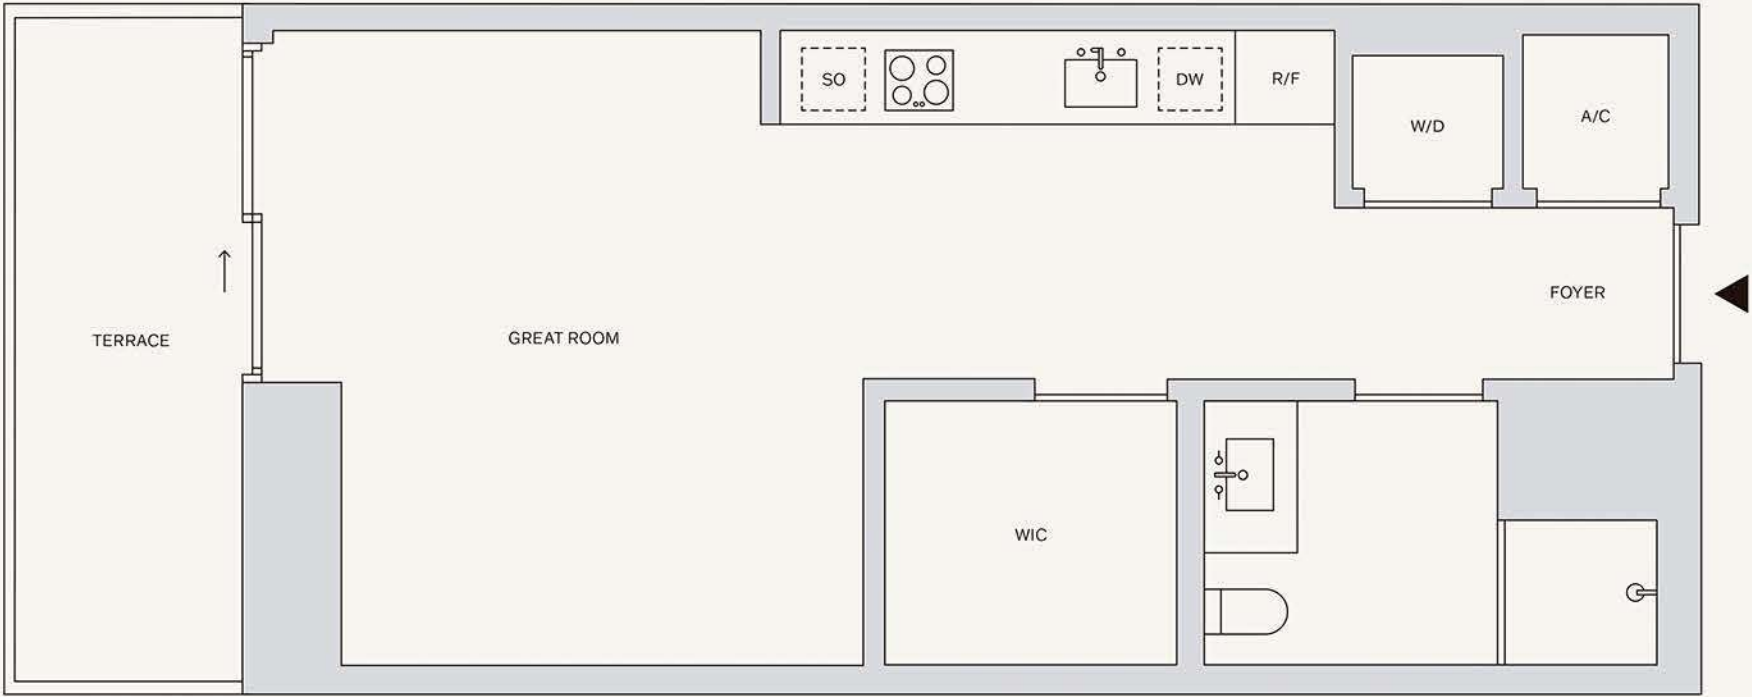 SO
DW
R/F
W/D
A/C
FOYER
TERRACE
GREAT ROOM
WIC